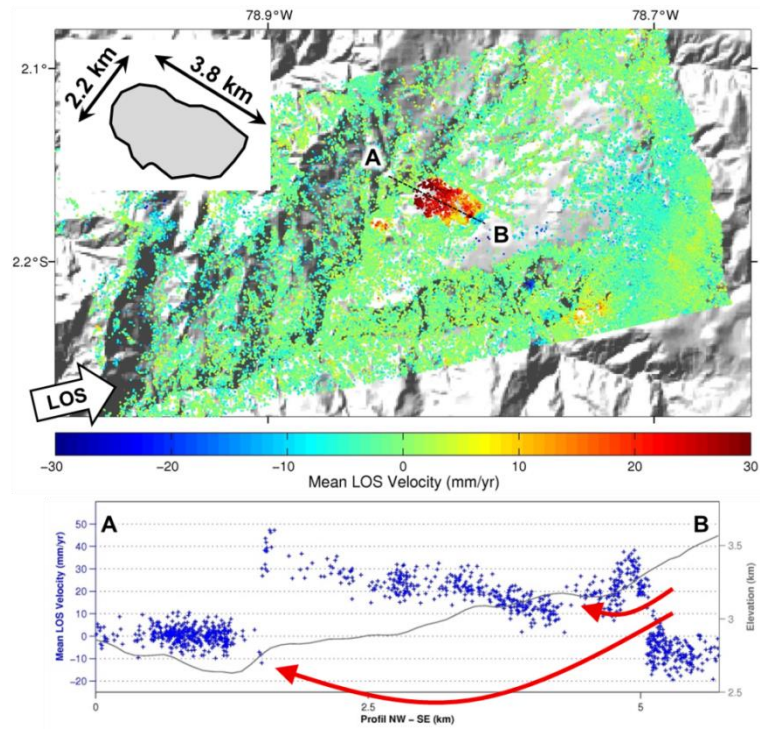 78.9°W 78.7°W
2.1°
2.2 km
3.8 km
A
B
2.2°S
LOS
−30 −20 −10 0 10 20 30
Mean LOS Velocity (mm/yr)
A B
50
40
30
20
10
0
−10
−20
Mean LOS Velocity (mm/yr)
3.5
3
2.5
Elevation (km)
0 2.5 5
Profil NW − SE (km)